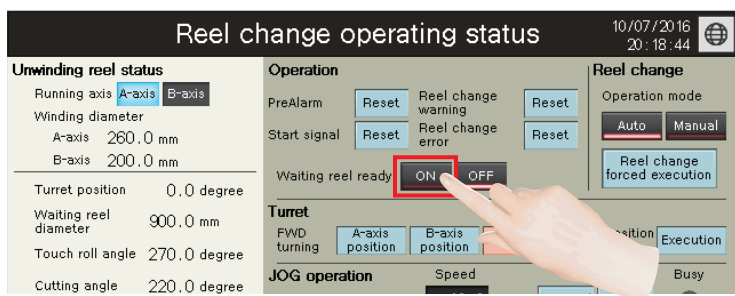 Reel change operating status
10/07/2016
20:18:44
Unwinding reel status
Running axis A-axis B-axis
Winding diameter
A-axis 260.0 mm
B-axis 200.0 mm
Turret position 0.0 degree
Waiting reel
diameter 900.0 mm
Touch roll angle 270.0 degree
Cutting angle 220.0 degree
Operation
PreAlarm Reset Reel change
warning Reset
Start signal Reset Reel change
error Reset
Waiting reel ready ON OFF
Turret
FWD
turning A-axis
position B-axis
position Execution
JOG operation Speed Busy
Reel change
Operation mode
Auto Manual
Reel change
forced execution